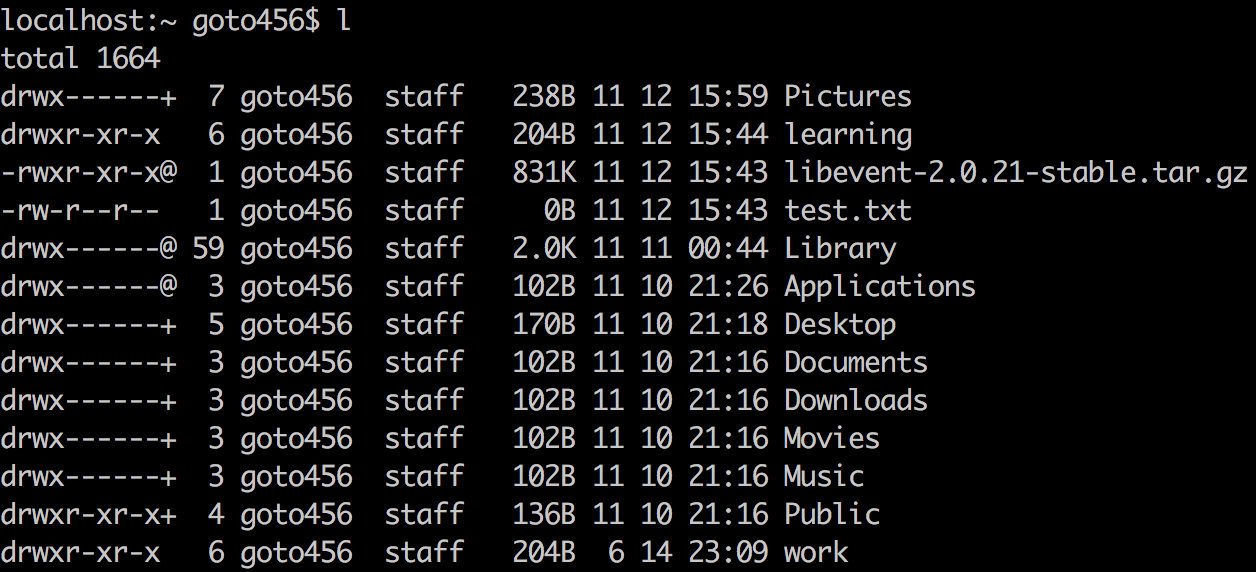 localhost:~ goto456$ l
total 1664
drwx------+  7 goto456  staff   238B 11 12 15:59 Pictures
drwxr-xr-x   6 goto456  staff   204B 11 12 15:44 learning
-rwxr-xr-x@  1 goto456  staff   831K 11 12 15:43 libevent-2.0.21-stable.tar.gz
-rw-r--r--   1 goto456  staff     0B 11 12 15:43 test.txt
drwx------@ 59 goto456  staff   2.0K 11 11 00:44 Library
drwx------@  3 goto456  staff   102B 11 10 21:26 Applications
drwx------+  5 goto456  staff   170B 11 10 21:18 Desktop
drwx------+  3 goto456  staff   102B 11 10 21:16 Documents
drwx------+  3 goto456  staff   102B 11 10 21:16 Downloads
drwx------+  3 goto456  staff   102B 11 10 21:16 Movies
drwx------+  3 goto456  staff   102B 11 10 21:16 Music
drwxr-xr-x+  4 goto456  staff   136B 11 10 21:16 Public
drwxr-xr-x   6 goto456  staff   204B  6 14 23:09 work